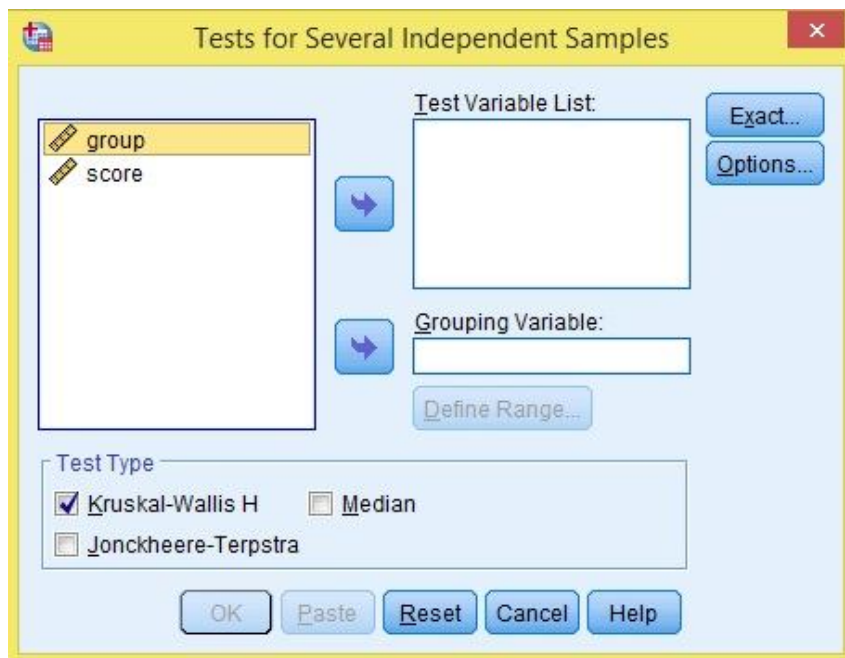 Tests for Several Independent Samples
Test Variable List:
group
score
Exact...
Options...
Grouping Variable:
Define Range...
Test Type
Kruskal-Wallis H Median
Jonckheere-Terpstra
OK Paste Reset Cancel Help